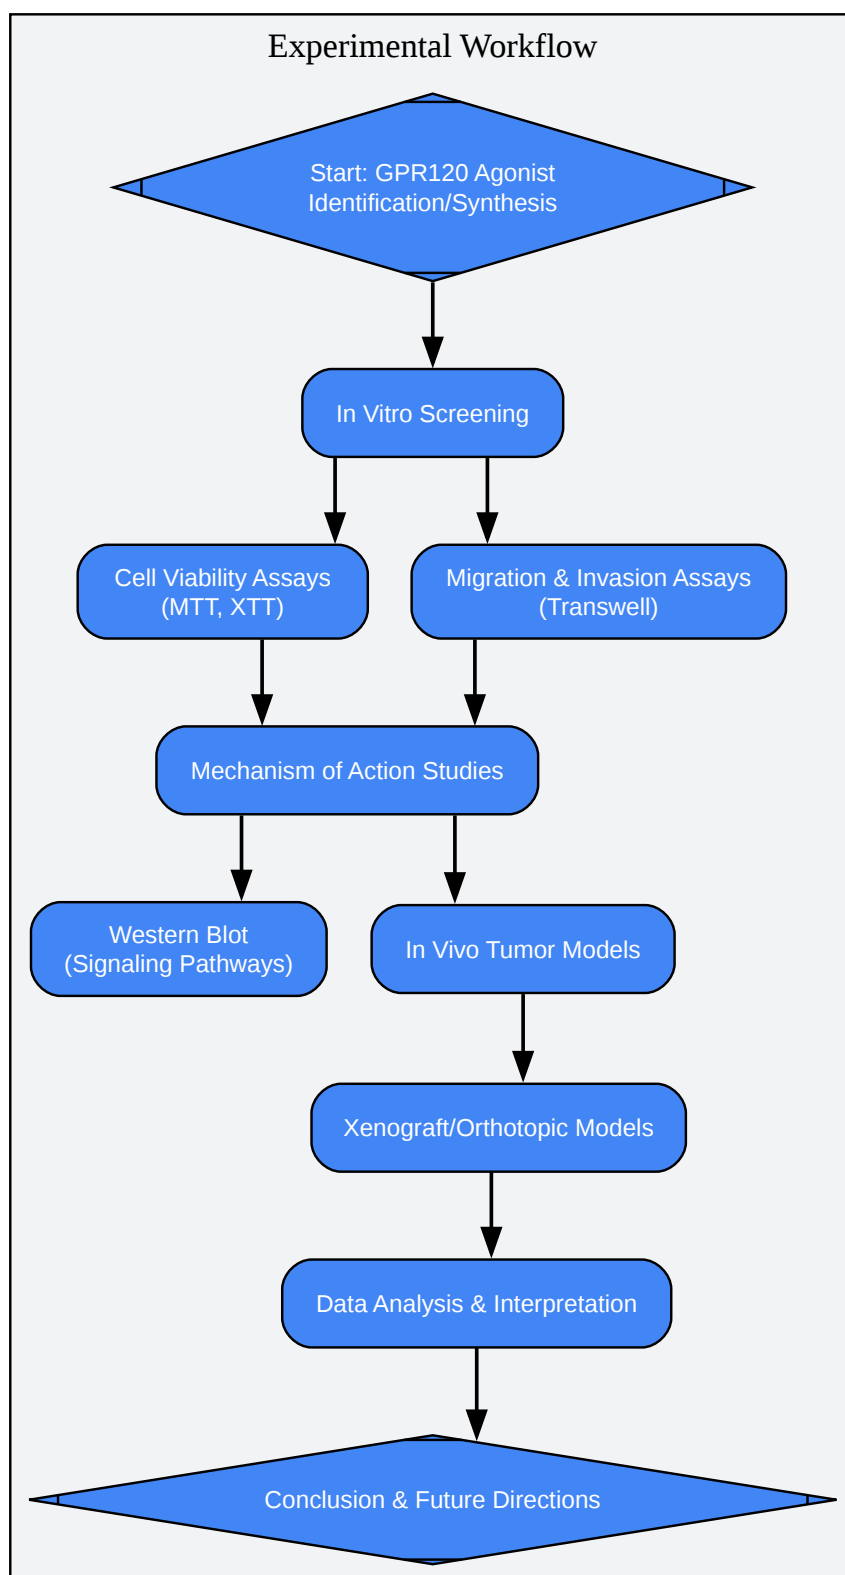 Experimental Workflow
Start: GPR120 Agonist
Identification/Synthesis
In Vitro Screening
Cell Viability Assays
(MTT, XTT)
Migration & Invasion Assays
(Transwell)
Mechanism of Action Studies
Western Blot
(Signaling Pathways)
In Vivo Tumor Models
Xenograft/Orthotopic Models
Data Analysis & Interpretation
Conclusion & Future Directions